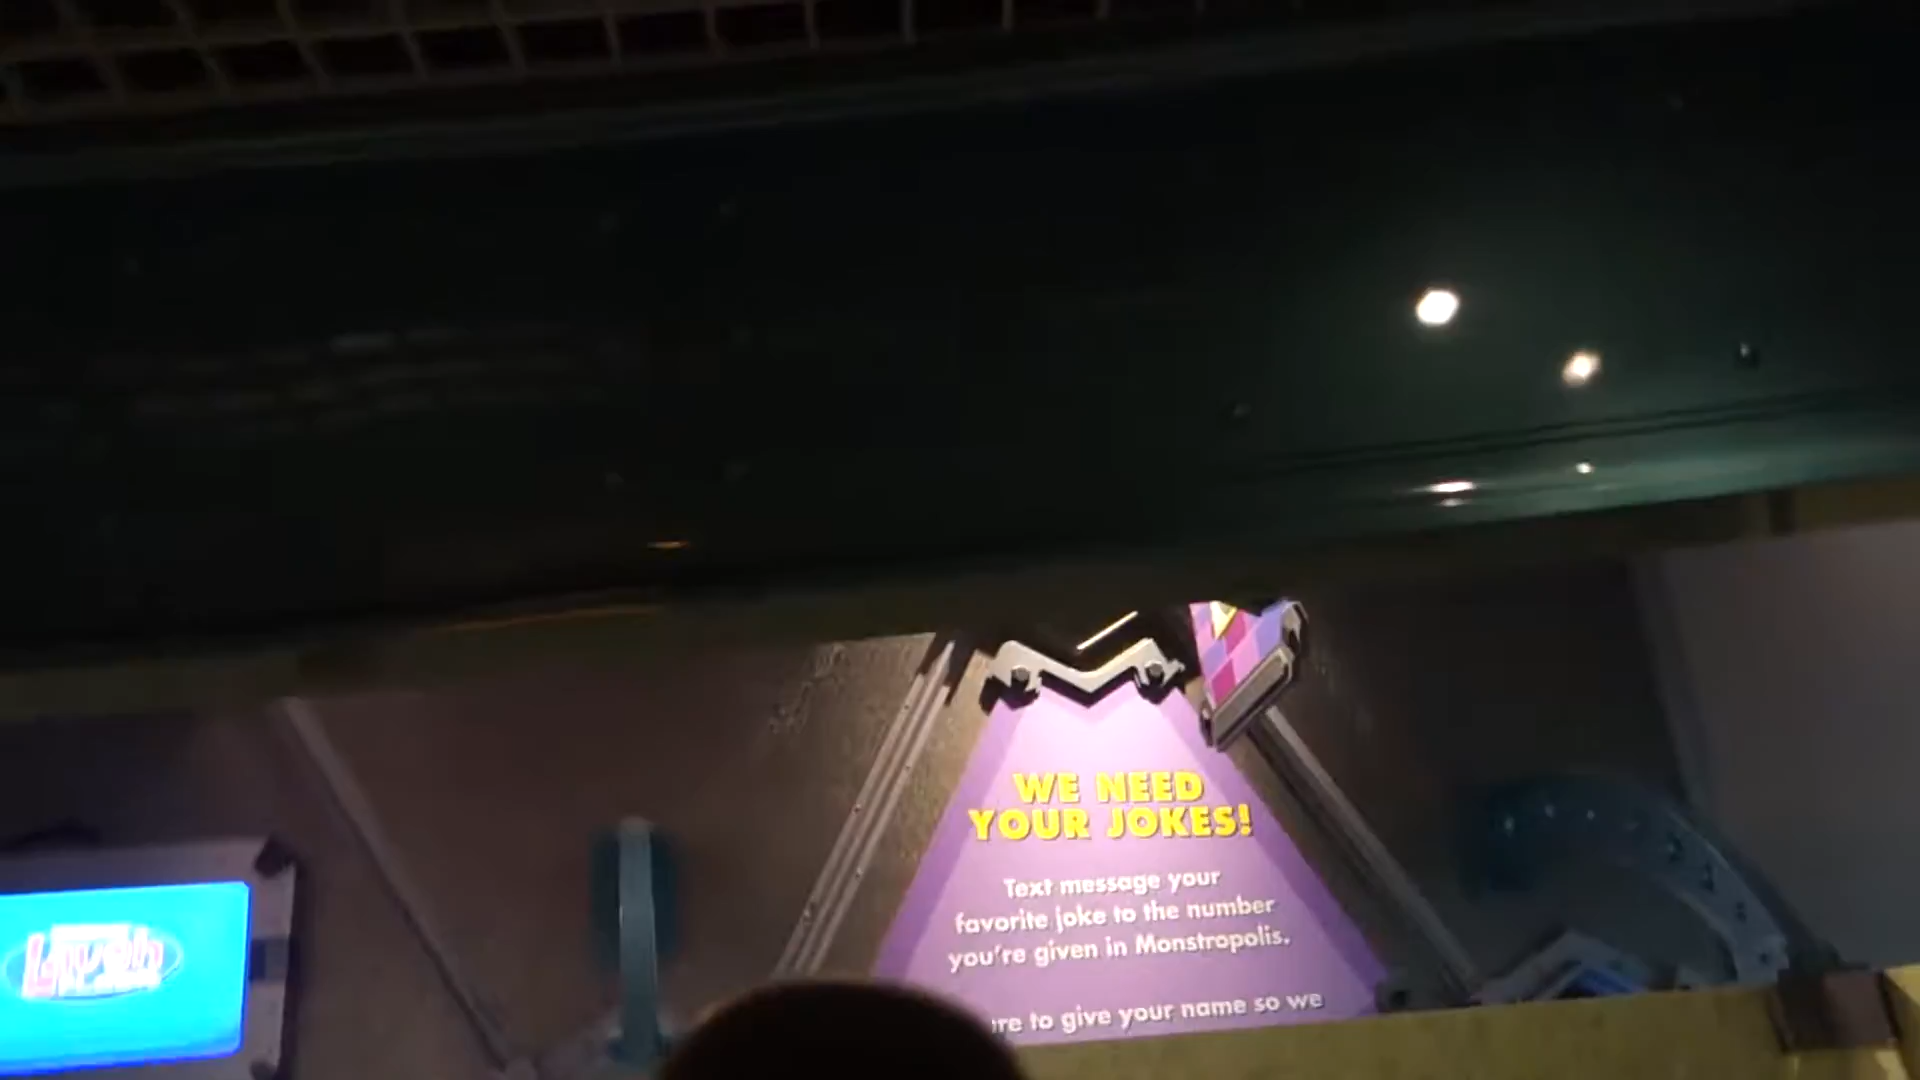 WE NEED
YOUR JOKES!
Text message your
favorite joke to the number
you're given in Monstropolis.
to give your name so we